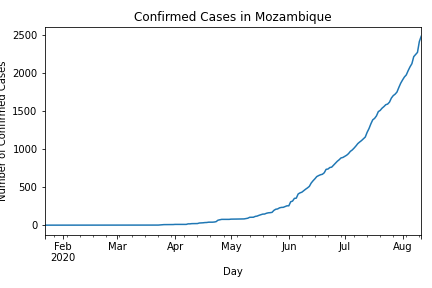 Confirmed Cases in Mozambique
Number of Confirmed Cases
2500
2000
1500
1000
500
0
Feb
2020
Mar
Apr
May
Jun
Jul
Aug
Day